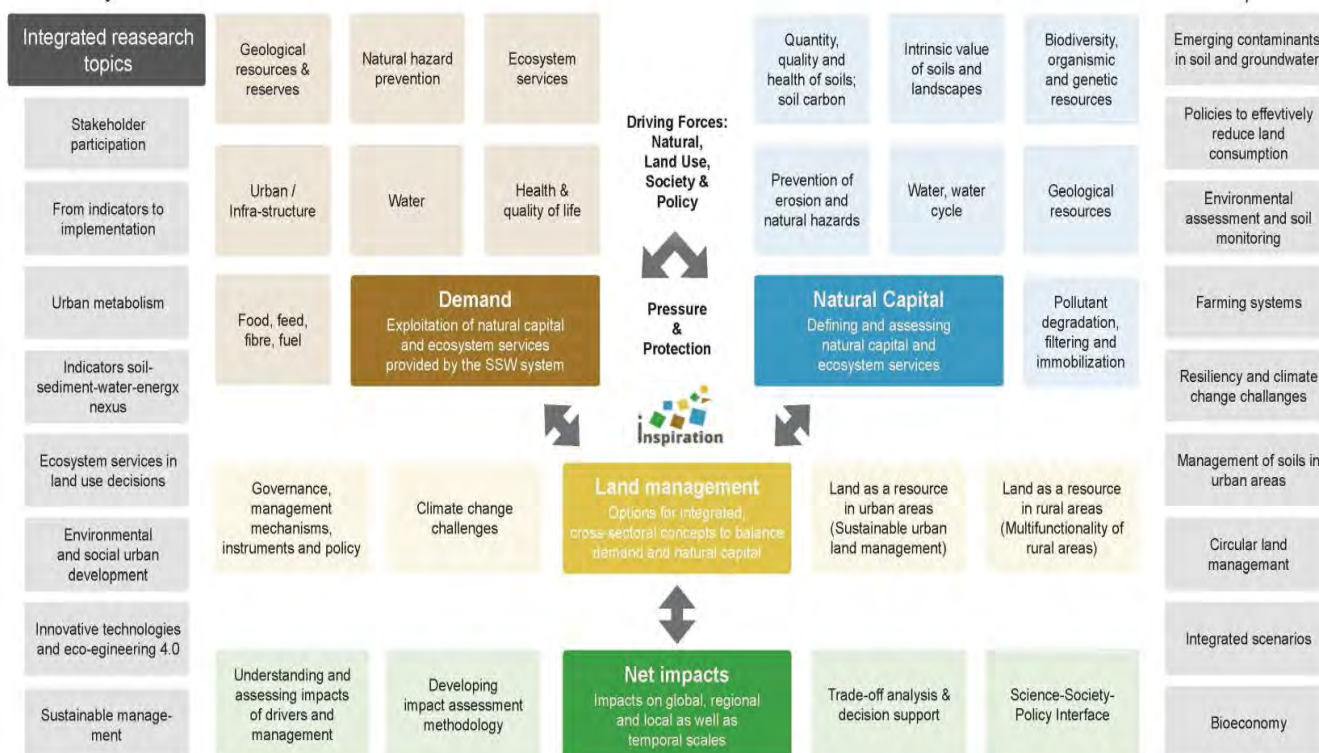 Integrated reasearch
topics
Stakeholder
participation
From indicators to
implementation
Urban metabolism
Indicators soil-
sediment-water-energx
nexus
Ecosystem services in
land use decisions
Environmental
and social urban
development
Innovative technologies
and eco-egineering 4.0
Sustainable manage-
ment
Geological
resources &
reserves
Natural hazard
prevention
Ecosystem
services
Urban /
Infra-structure
Water
Health &
quality of life
Food, feed,
fibre, fuel
Demand
Exploitation of natural capital
and ecosystem services
provided by the SSW system
Driving Forces:
Natural,
Land Use,
Society &
Policy
Pressure
&
Protection
inspiration
Quantity,
quality and
health of soils;
soil carbon
Intrinsic value
of soils and
landscapes
Biodiversity,
organismic
and genetic
resources
Prevention of
erosion and
natural hazards
Water, water
cycle
Geological
resources
Natural Capital
Defining and assessing
natural capital and
ecosystem services
Pollutant
degradation,
filtering and
immobilization
Governance,
management
mechanisms,
instruments and policy
Climate change
challenges
Land management
Options for integrated,
cross-sectoral concepts to balance
demand and natural capital
Land as a resource
in urban areas
(Sustainable urban
land management)
Land as a resource
in rural areas
(Multifunctionality of
rural areas)
Understanding and
assessing impacts
of drivers and
management
Developing
impact assessment
methodology
Net impacts
Impacts on global, regional
and local as well as
temporal scales
Trade-off analysis &
decision support
Science-Society-
Policy Interface
Emerging contaminants
in soil and groundwater
Policies to effvetively
reduce land
consumption
Environmental
assessment and soil
monitoring
Farming systems
Resiliency and climate
change challanges
Management of soils in
urban areas
Circular land
managemant
Integrated scenarios
Bioeconomy